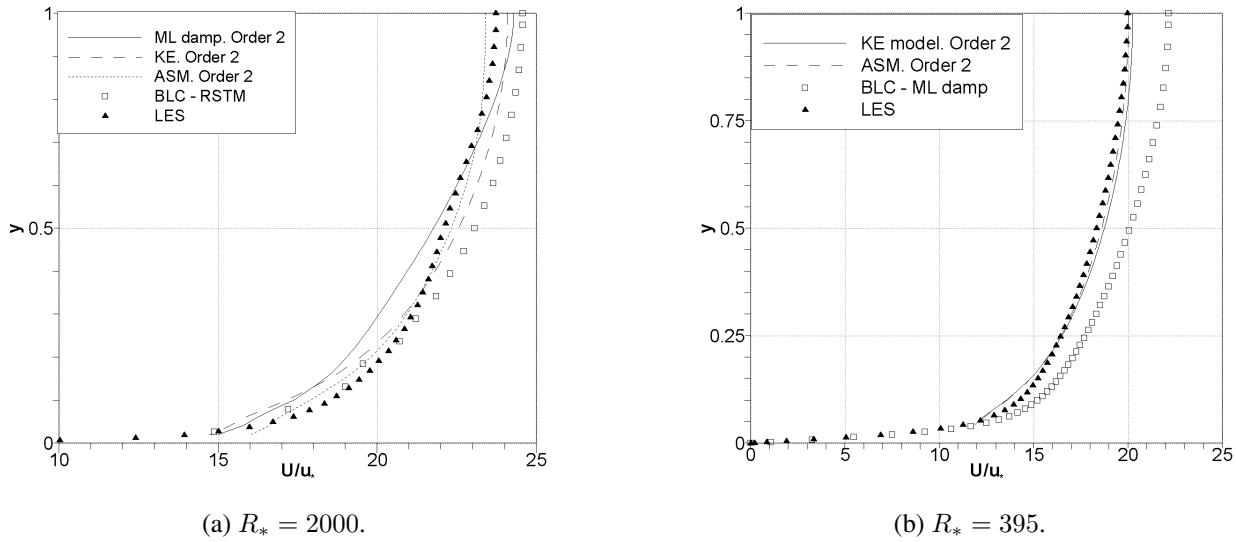 1
ML damp. Order 2
KE. Order 2
ASM. Order 2
BLC - RSTM
LES
y
0.5
0
10
15
20
25
U/u*
(a) R* = 2000.
1
KE model. Order 2
ASM. Order 2
BLC - ML damp
LES
0.75
y
0.5
0.25
0
0
5
10
15
20
25
U/u*
(b) R* = 395.